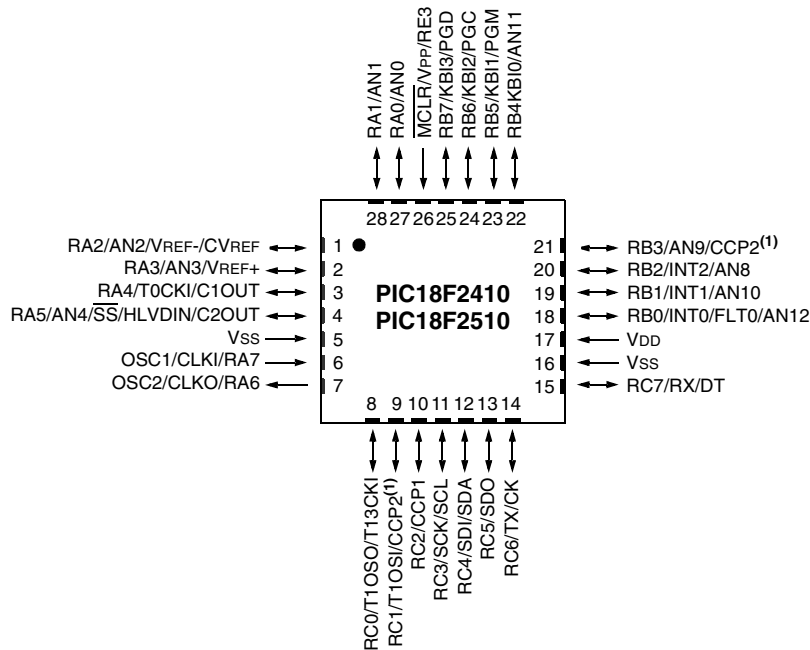 RA1/AN1
RA0/AN0
MCLR/VPP/RE3
RB7/KBI3/PGD
RB6/KBI2/PGC
RB5/KBI1/PGM
RB4KBI0/AN11
28 27 26 25 24 23 22
RA2/AN2/VREF-/CVREF
RA3/AN3/VREF+
RA4/T0CKI/C1OUT
RA5/AN4/SS/HLVDIN/C2OUT
VSS
OSC1/CLKI/RA7
OSC2/CLKO/RA6
1
2
3
4
5
6
7
PIC18F2410
PIC18F2510
21
20
19
18
17
16
15
RB3/AN9/CCP2(1)
RB2/INT2/AN8
RB1/INT1/AN10
RB0/INT0/FLT0/AN12
VDD
VSS
RC7/RX/DT
8 9 10 11 12 13 14
RC0/T1OSO/T13CKI
RC1/T1OSI/CCP2(1)
RC2/CCP1
RC3/SCK/SCL
RC4/SDI/SDA
RC5/SDO
RC6/TX/CK